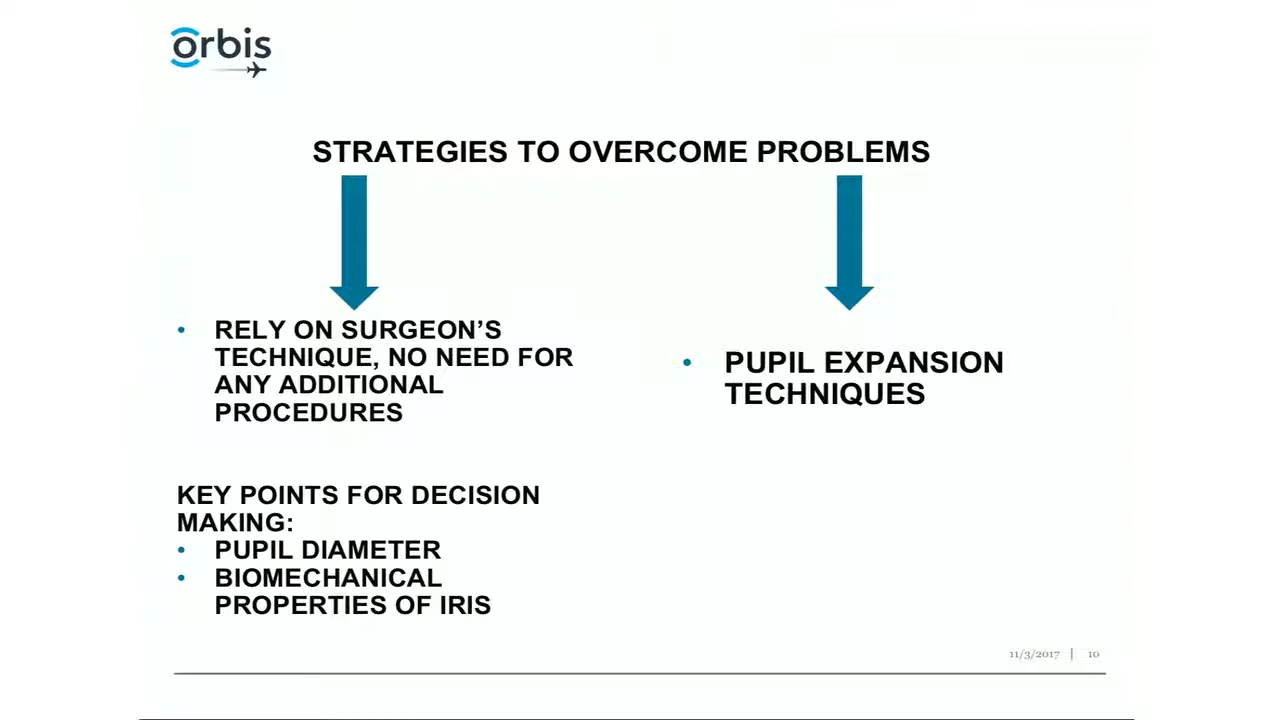 orbis
STRATEGIES TO OVERCOME PROBLEMS
• RELY ON SURGEON’S
TECHNIQUE, NO NEED FOR
ANY ADDITIONAL
PROCEDURES
• PUPIL EXPANSION
TECHNIQUES
KEY POINTS FOR DECISION
MAKING:
• PUPIL DIAMETER
• BIOMECHANICAL
PROPERTIES OF IRIS
11/3/2017 | 10